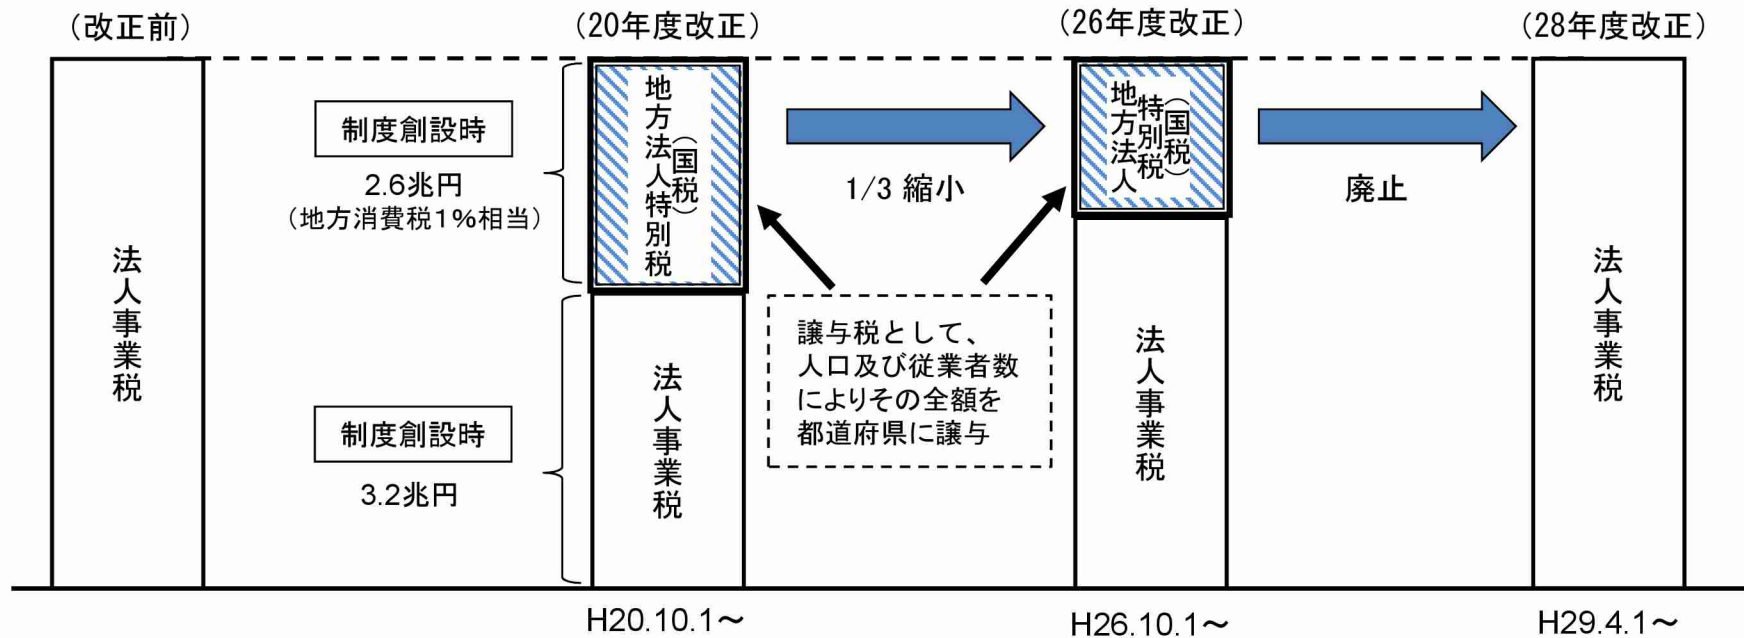 （改正前）
法人事業税
（20年度改正）
制度創設時
2.6兆円
（地方消費税1％相当）
地方法人特別税
（国税）
制度創設時
3.2兆円
法人事業税
H20.10.1～
1/3 縮小
譲与税として、
人口及び従業者数
によりその全額を
都道府県に譲与
（26年度改正）
地方法人
特別税
（国税）
法人事業税
H26.10.1～
廃止
（28年度改正）
法人事業税
H29.4.1～